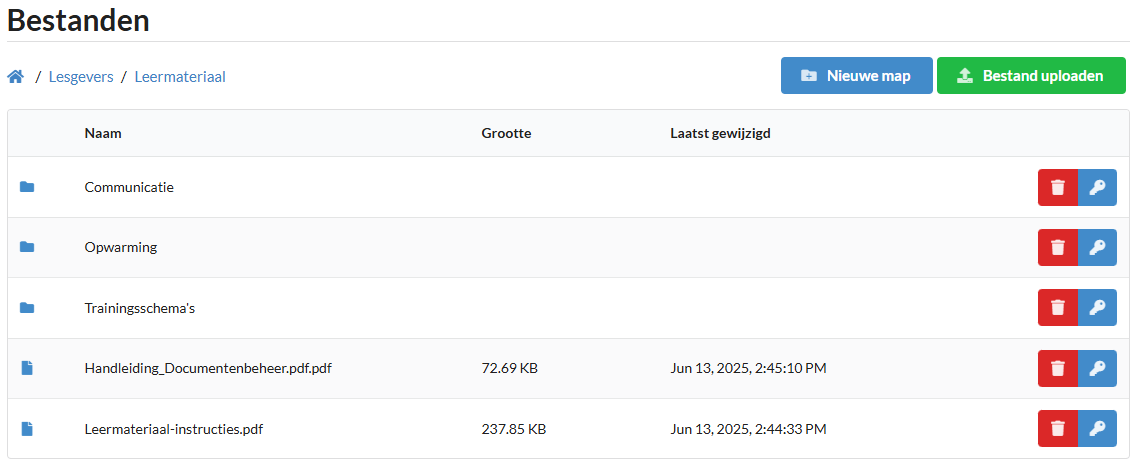 Bestanden
/ Lesgevers / Leermateriaal
Nieuwe map
Bestand uploaden
Naam Grootte Laatst gewijzigd
Communicatie
Opwarming
Trainingsschema's
Handleiding_Documentenbeheer.pdf.pdf 72.69 KB Jun 13, 2025, 2:45:10 PM
Leermateriaal-instructies.pdf 237.85 KB Jun 13, 2025, 2:44:33 PM